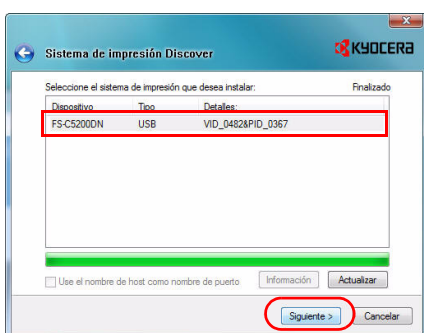 Sistema de impresión Discover
KYOCERA
Seleccione el sistema de impresión que desea instalar: Finalizado
Dispositivo Tipo Detalles:
FS-C5200DN USB VID_0482&PID_0367
Use el nombre de host como nombre de puerto Información Actualizar
Siguiente > Cancelar